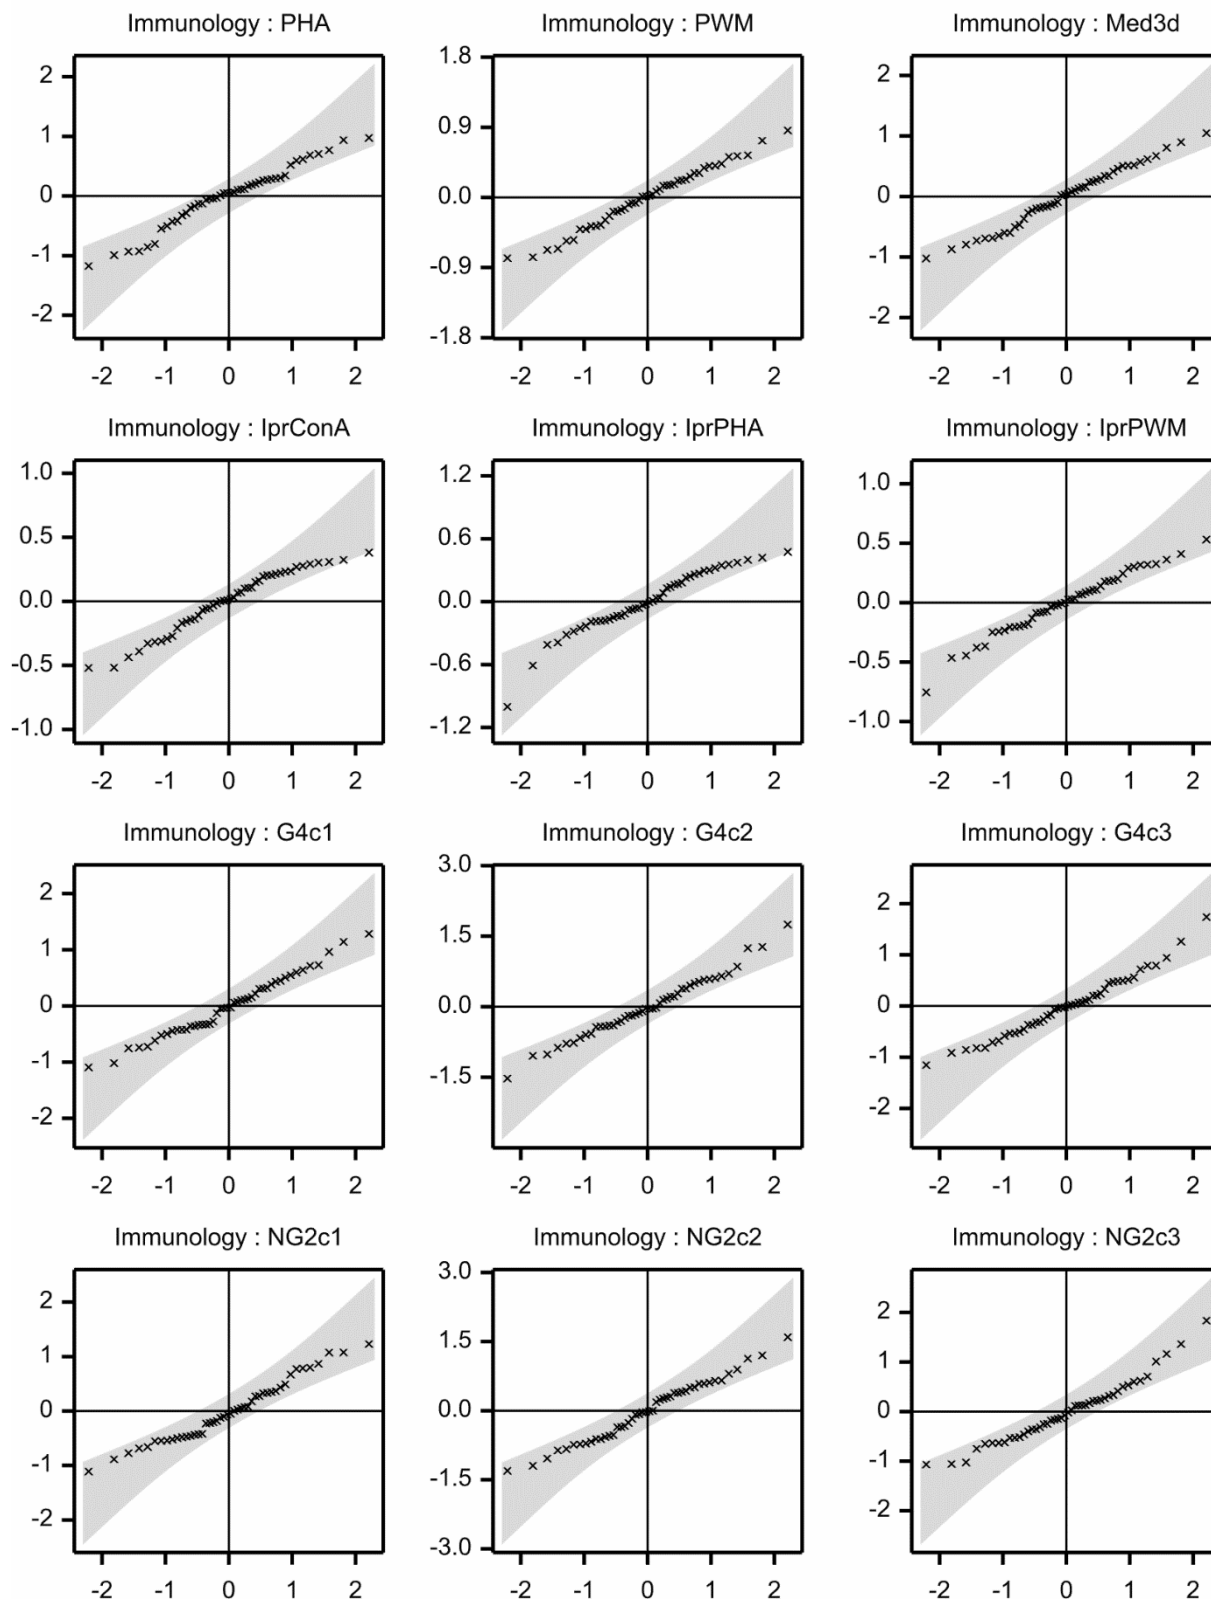 Immunology : PHA Immunology : PWM Immunology : Med3d
2 1.8 2
1 0.9 1
0 0.0 0
-1 -0.9 -1
-2 -1.8 -2
-2 -1 0 1 2 -2 -1 0 1 2 -2 -1 0 1 2
Immunology : IprConA Immunology : IprPHA Immunology : IprPWM
1.0 1.2 1.0
0.5 0.6 0.5
0.0 0.0 0.0
-0.5 -0.6 -0.5
-1.0 -1.2 -1.0
-2 -1 0 1 2 -2 -1 0 1 2 -2 -1 0 1 2
Immunology : G4c1 Immunology : G4c2 Immunology : G4c3
2 3.0 2
1 1.5 1
0 0.0 0
-1 -1.5 -1
-2 -2
-2 -1 0 1 2 -2 -1 0 1 2 -2 -1 0 1 2
Immunology : NG2c1 Immunology : NG2c2 Immunology : NG2c3
2 3.0 2
1 1.5 1
0 0.0 0
-1 -1.5 -1
-2 -3.0 -2
-2 -1 0 1 2 -2 -1 0 1 2 -2 -1 0 1 2